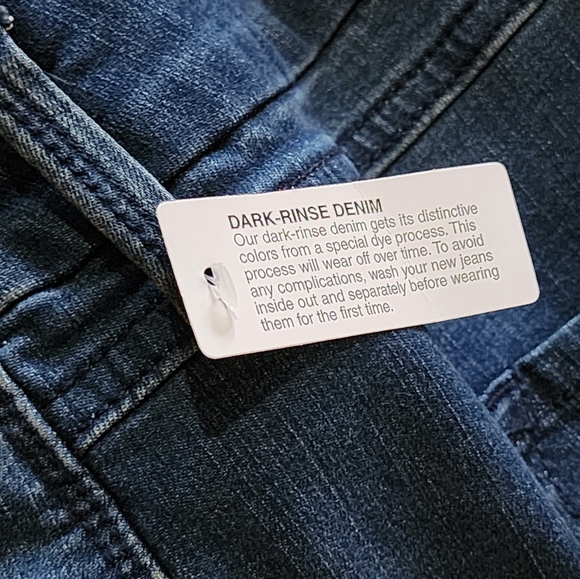 DARK-RINSE DENIM
Our dark-rinse denim gets its distinctive
colors from a special dye process. This
process will wear off over time. To avoid
any complications, wash your new jeans
inside out and separately before wearing
them for the first time.